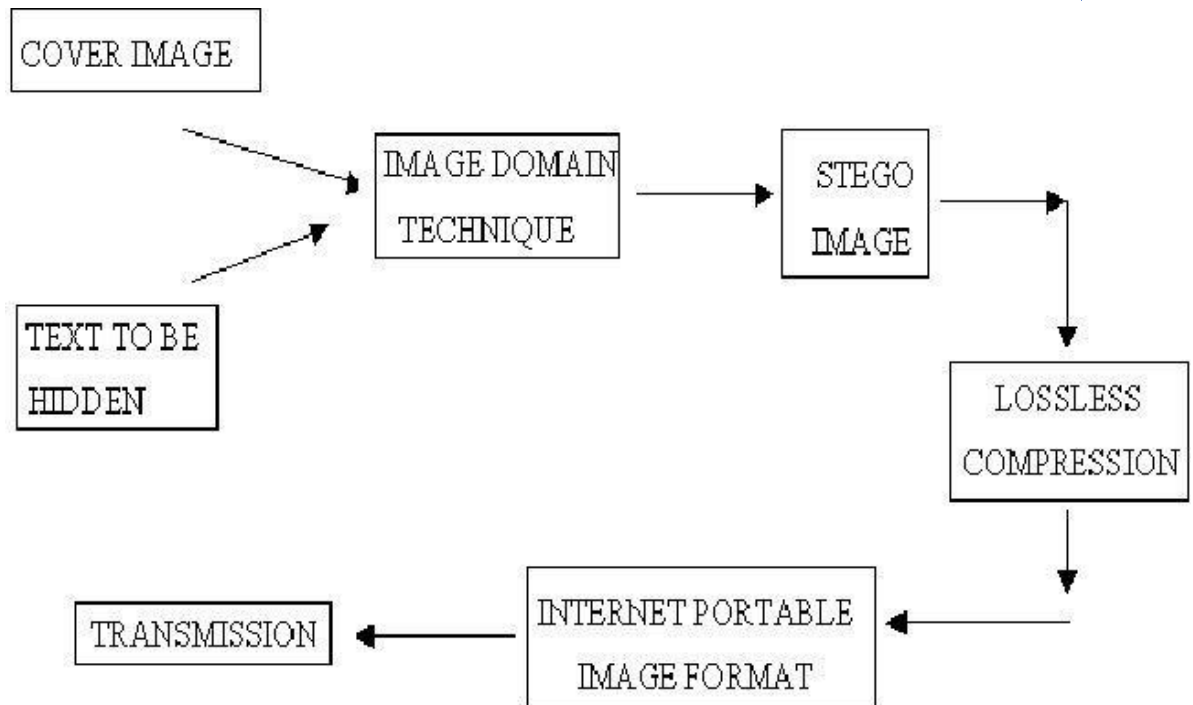 COVER IMAGE
IMAGE DOMAIN
TECHNIQUE
STEGO
IMAGE
TEXT TO BE
HIDDEN
LOSSLESS
COMPRESSION
INTERNET PORTABLE
IMAGE FORMAT
TRANSMISSION